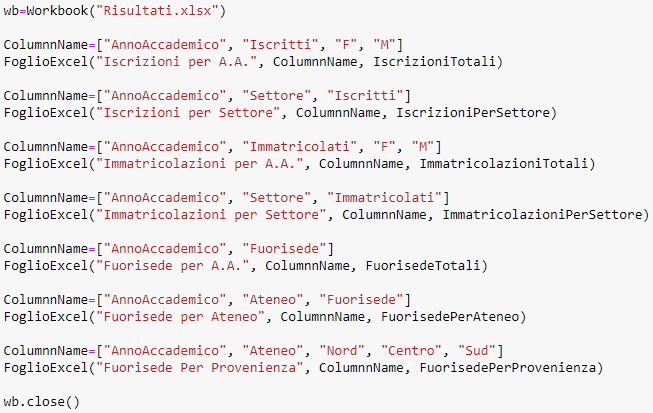 wb=Workbook("Risultati.xlsx")
ColumnnName=["AnnoAccademico", "Iscritti", "F", "M"]
FoglioExcel("Iscrizioni per A.A.", ColumnnName, IscrizioniTotali)
ColumnnName=["AnnoAccademico", "Settore", "Iscritti"]
FoglioExcel("Iscrizioni per Settore", ColumnnName, IscrizioniPerSettore)
ColumnnName=["AnnoAccademico", "Immatricolati", "F", "M"]
FoglioExcel("Immatricolazioni per A.A.", ColumnnName, ImmatricolazioniTotali)
ColumnnName=["AnnoAccademico", "Settore", "Immatricolati"]
FoglioExcel("Immatricolazioni per Settore", ColumnnName, ImmatricolazioniPerSettore)
ColumnnName=["AnnoAccademico", "Fuorisede"]
FoglioExcel("Fuorisede per A.A.", ColumnnName, FuorisedeTotali)
ColumnnName=["AnnoAccademico", "Ateneo", "Fuorisede"]
FoglioExcel("Fuorisede per Ateneo", ColumnnName, FuorisedePerAteneo)
ColumnnName=["AnnoAccademico", "Ateneo", "Nord", "Centro", "Sud"]
FoglioExcel("Fuorisede Per Provenienza", ColumnnName, FuorisedePerProvenienza)
wb.close()